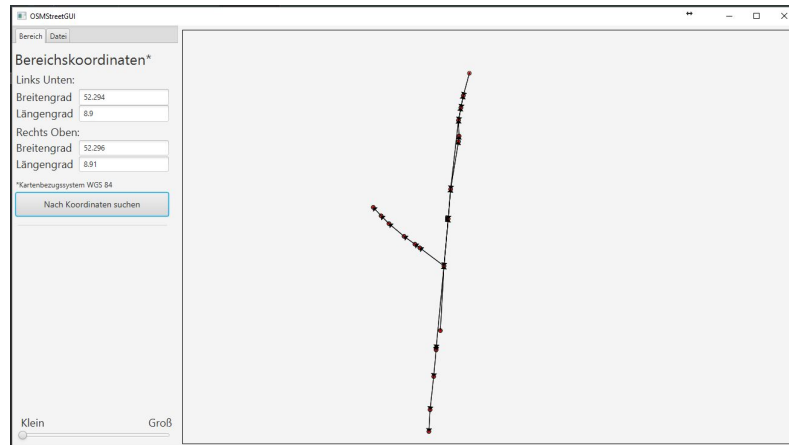 OSMStreetGUI
Bereich Datei
Bereichskoordinaten*
Links Unten:
Breitengrad 52.294
Längengrad 8.9
Rechts Oben:
Breitengrad 52.296
Längengrad 8.91
*Kartenbezugssystem WGS 84
Nach Koordinaten suchen
Klein Groß